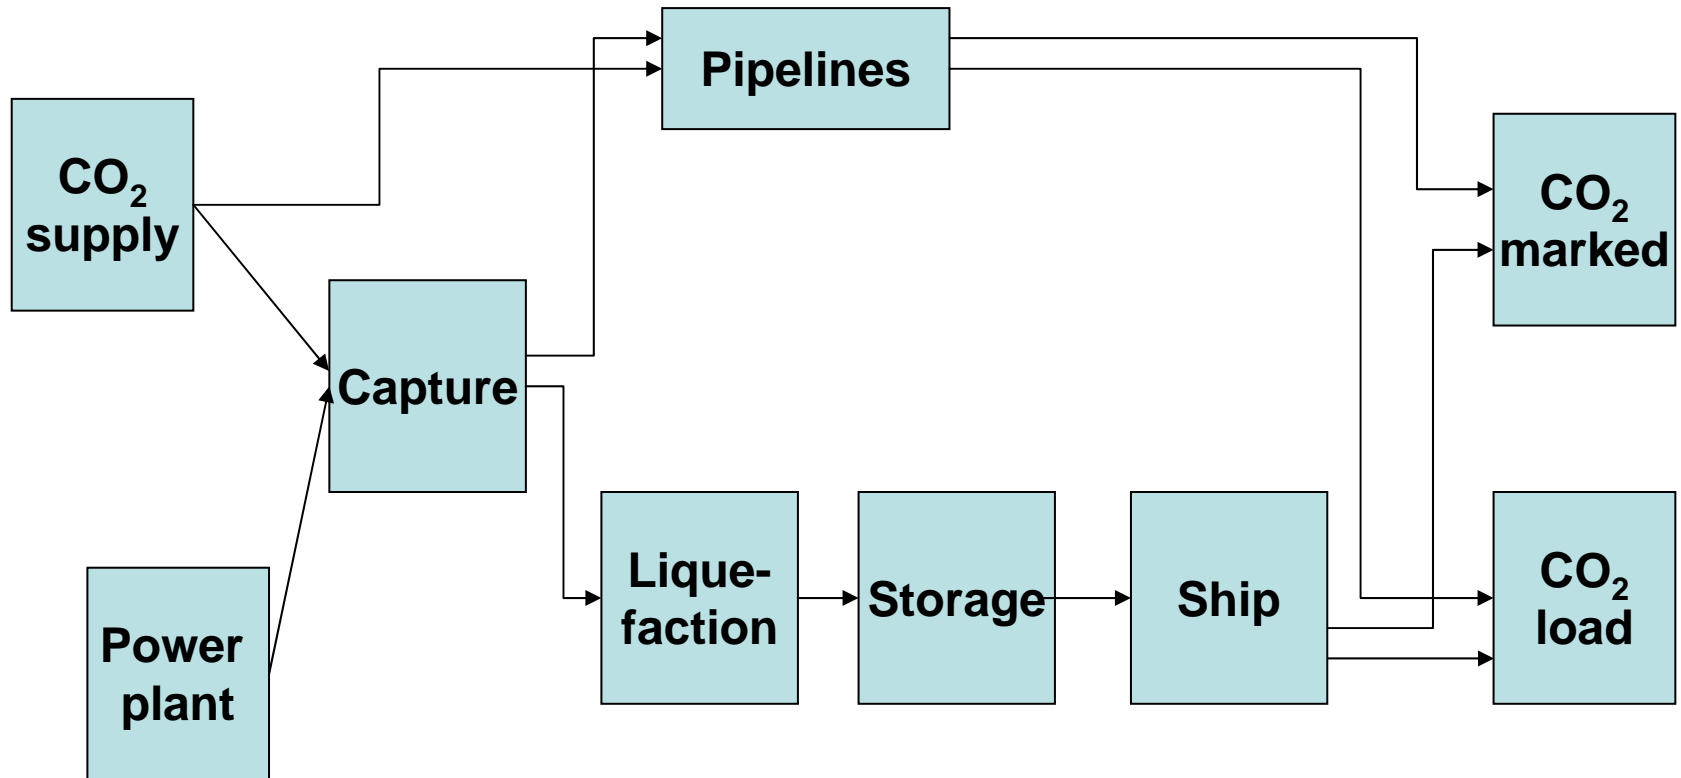 Pipelines
CO₂
supply
CO₂
marked
Capture
Lique-
faction
Storage
Ship
CO₂
load
Power
plant